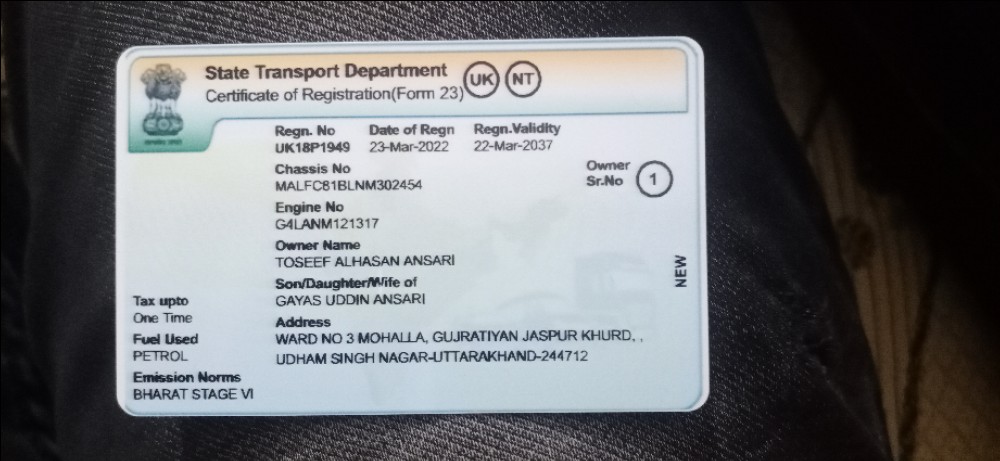 State Transport Department UK NT
Certificate of Registration(Form 23)
Regn. No Date of Regn Regn.Validity
UK18P1949 23-Mar-2022 22-Mar-2037
Chassis No
MALFC81BLNM302454
Owner
Sr.No 1
Engine No
G4LANM121317
Owner Name
TOSEEF ALHASAN ANSARI
NEW
Son/Daughter/Wife of
GAYAS UDDIN ANSARI
Tax upto
One Time
Address
WARD NO 3 MOHALLA, GUJRATIYAN JASPUR KHURD, ,
UDHAM SINGH NAGAR-UTTARAKHAND-244712
Fuel Used
PETROL
Emission Norms
BHARAT STAGE VI